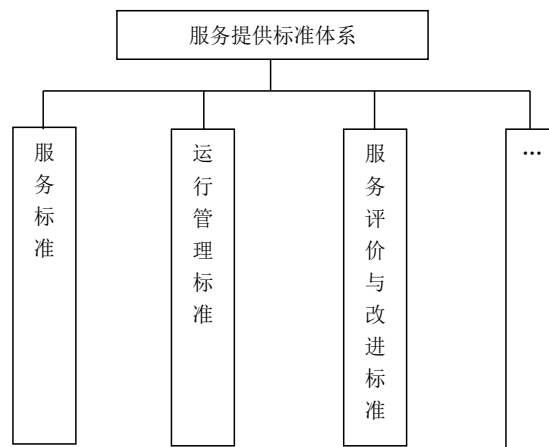 服务提供标准体系
服务标准
运行管理标准
服务评价与改进标准
…